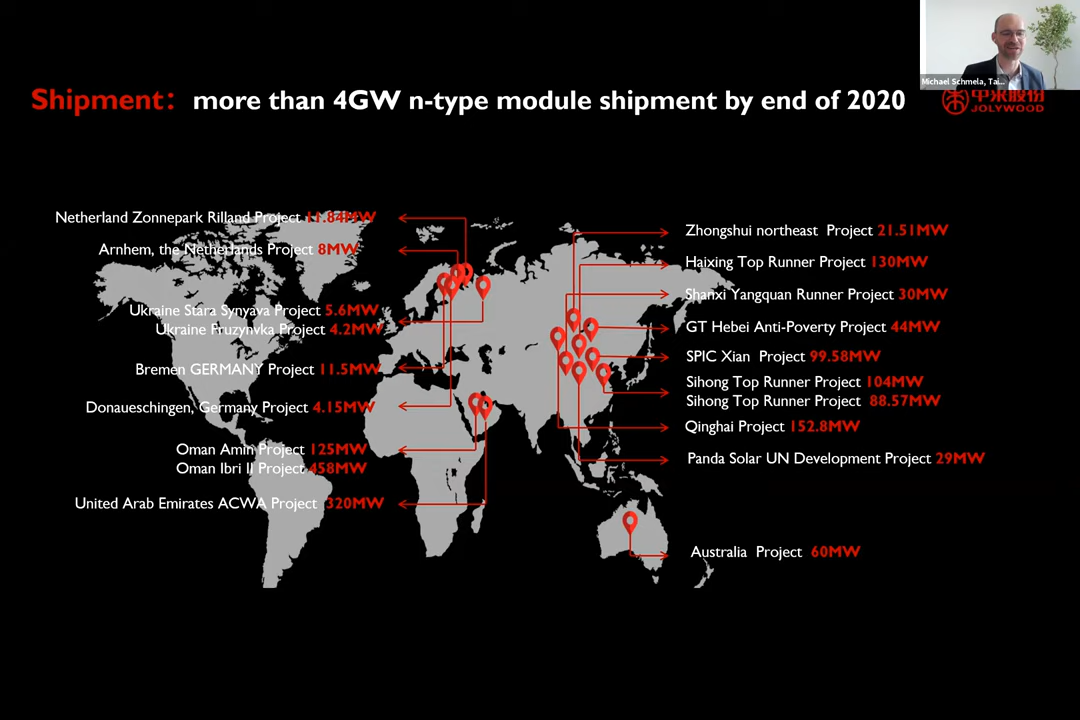 Michael Schmela, Tai...
Shipment: more than 4GW n-type module shipment by end of 2020
中来股份
JOLYWOOD
Netherland Zonnepark Rilland Project 11.84MW
Arnhem, the Netherlands Project 8MW
Ukraine Stara Synyava Project 5.6MW
Ukraine Fruzynvka Project 4.2MW
Bremen GERMANY Project 11.5MW
Donaueschingen, Germany Project 4.15MW
Oman Amin Project 125MW
Oman Ibri II Project 458MW
United Arab Emirates ACWA Project 320MW
Zhongshui northeast Project 21.51MW
Haixing Top Runner Project 130MW
Shanxi Yangquan Runner Project 30MW
GT Hebei Anti-Poverty Project 44MW
SPIC Xian Project 99.58MW
Sihong Top Runner Project 104MW
Sihong Top Runner Project 88.57MW
Qinghai Project 152.8MW
Panda Solar UN Development Project 29MW
Australia Project 60MW